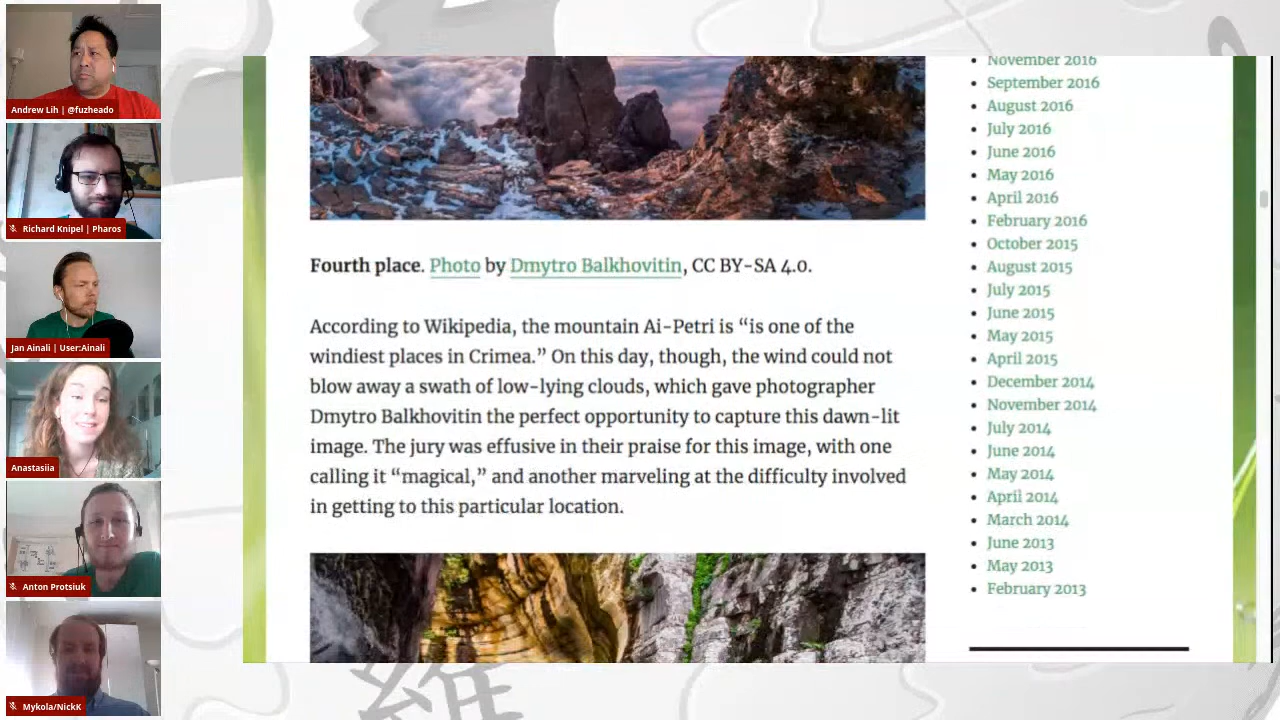 Andrew Lih | @fuzheado
Richard Knipel | Pharos
Jan Ainali | User:Ainali
Anastasiia
Anton Protsiuk
Mykola/NickK
Fourth place. Photo by Dmytro Balkhovitin, CC BY-SA 4.0.
According to Wikipedia, the mountain Ai-Petri is “is one of the
windiest places in Crimea.” On this day, though, the wind could not
blow away a swath of low-lying clouds, which gave photographer
Dmytro Balkhovitin the perfect opportunity to capture this dawn-lit
image. The jury was effusive in their praise for this image, with one
calling it “magical,” and another marveling at the difficulty involved
in getting to this particular location.
November 2016
September 2016
August 2016
July 2016
June 2016
May 2016
April 2016
February 2016
October 2015
August 2015
July 2015
June 2015
May 2015
April 2015
December 2014
November 2014
July 2014
June 2014
May 2014
April 2014
March 2014
June 2013
May 2013
February 2013
維